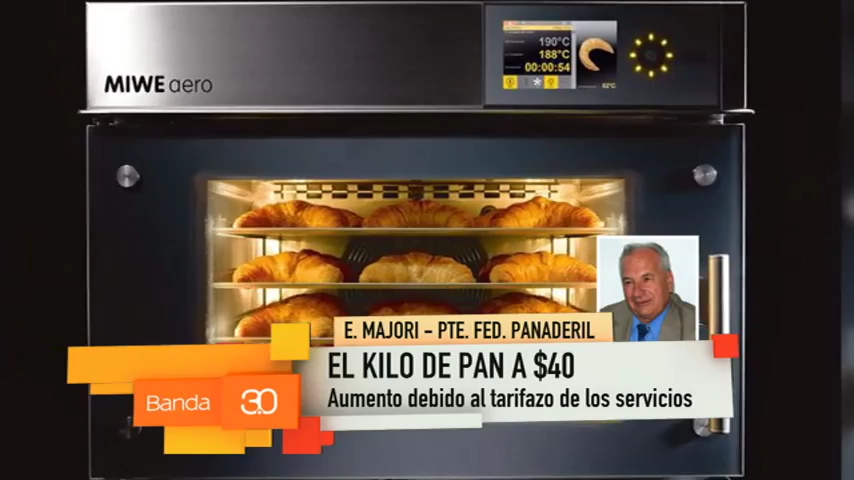 MIWE aero
190°C
188°C
00:00:54
82°C
E. MAJORI - PTE. FED. PANADERIL
EL KILO DE PAN A $40
Aumento debido al tarifazo de los servicios
Banda 3.0